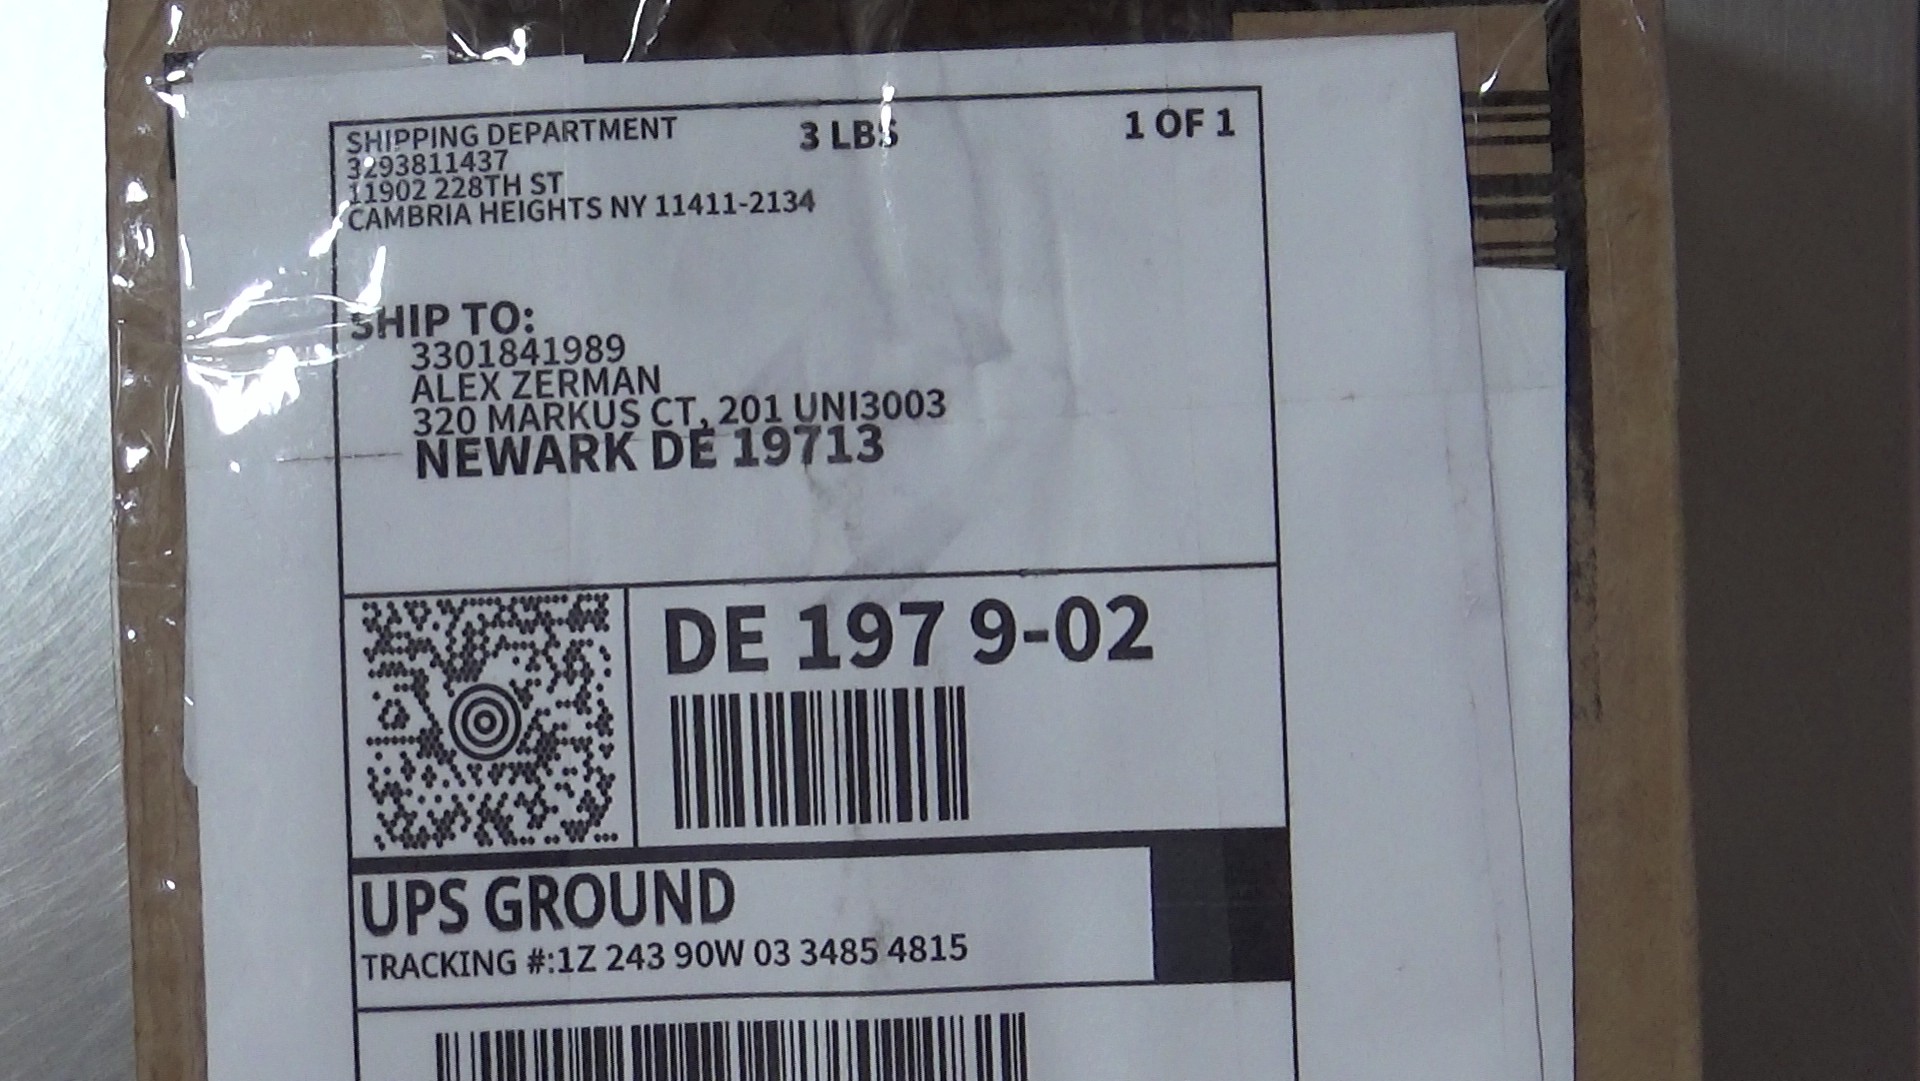 SHIPPING DEPARTMENT 3 LBS 1 OF 1
3293811437
11902 228TH ST
CAMBRIA HEIGHTS NY 11411-2134
SHIP TO:
3301841989
ALEX ZERMAN
320 MARKUS CT, 201 UNI3003
NEWARK DE 19713
DE 197 9-02
UPS GROUND
TRACKING #:1Z 243 90W 03 3485 4815